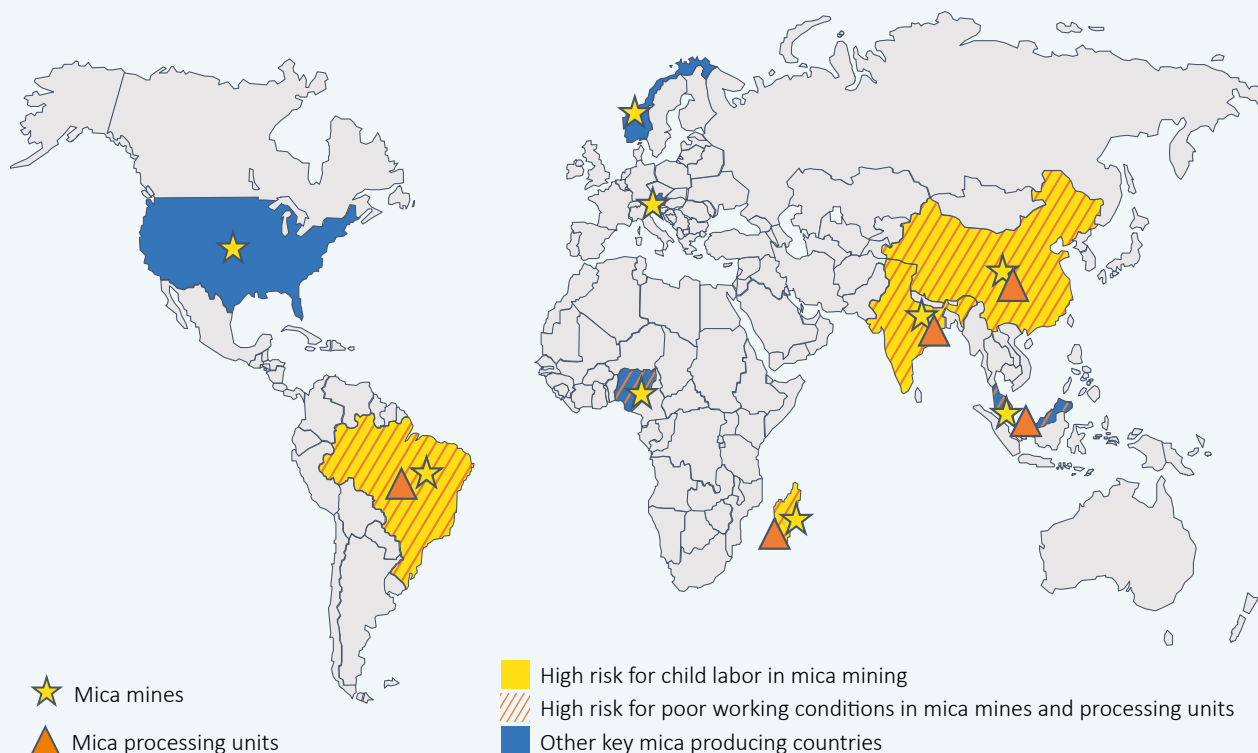 Mica mines
Mica processing units
High risk for child labor in mica mining
High risk for poor working conditions in mica mines and processing units
Other key mica producing countries